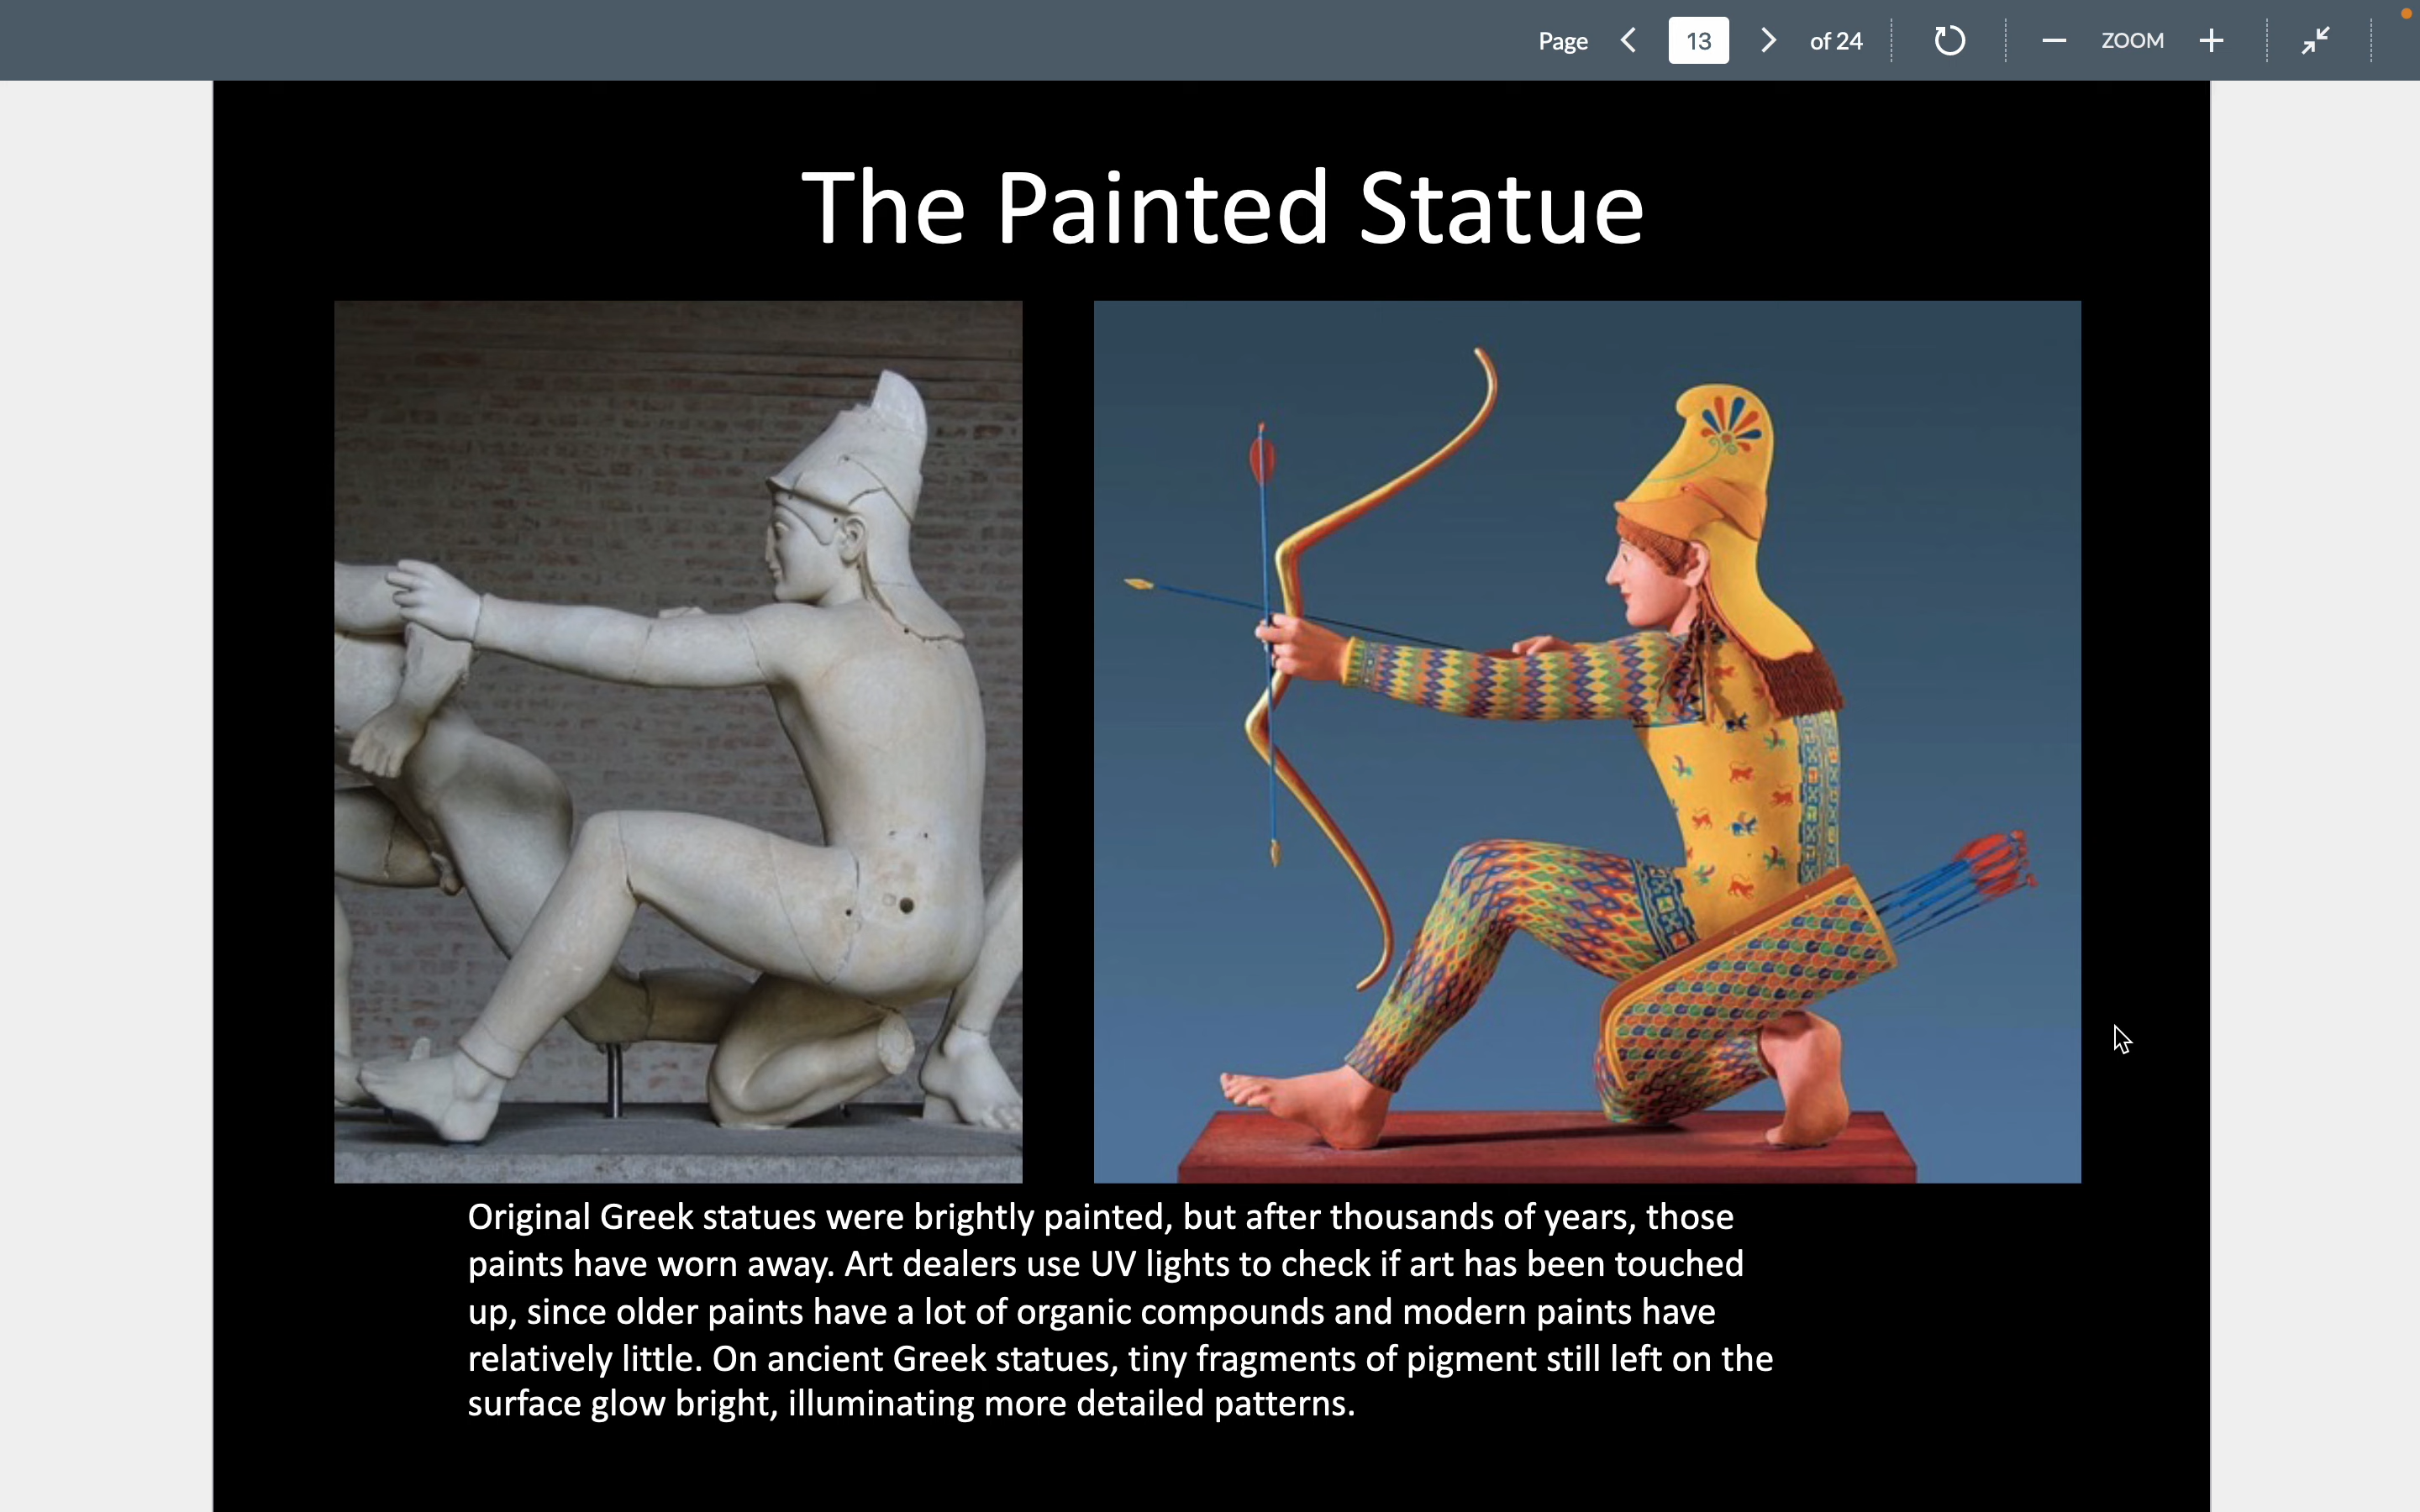 Page 13 of 24 ZOOM
The Painted Statue
Original Greek statues were brightly painted, but after thousands of years, those
paints have worn away. Art dealers use UV lights to check if art has been touched
up, since older paints have a lot of organic compounds and modern paints have
relatively little. On ancient Greek statues, tiny fragments of pigment still left on the
surface glow bright, illuminating more detailed patterns.